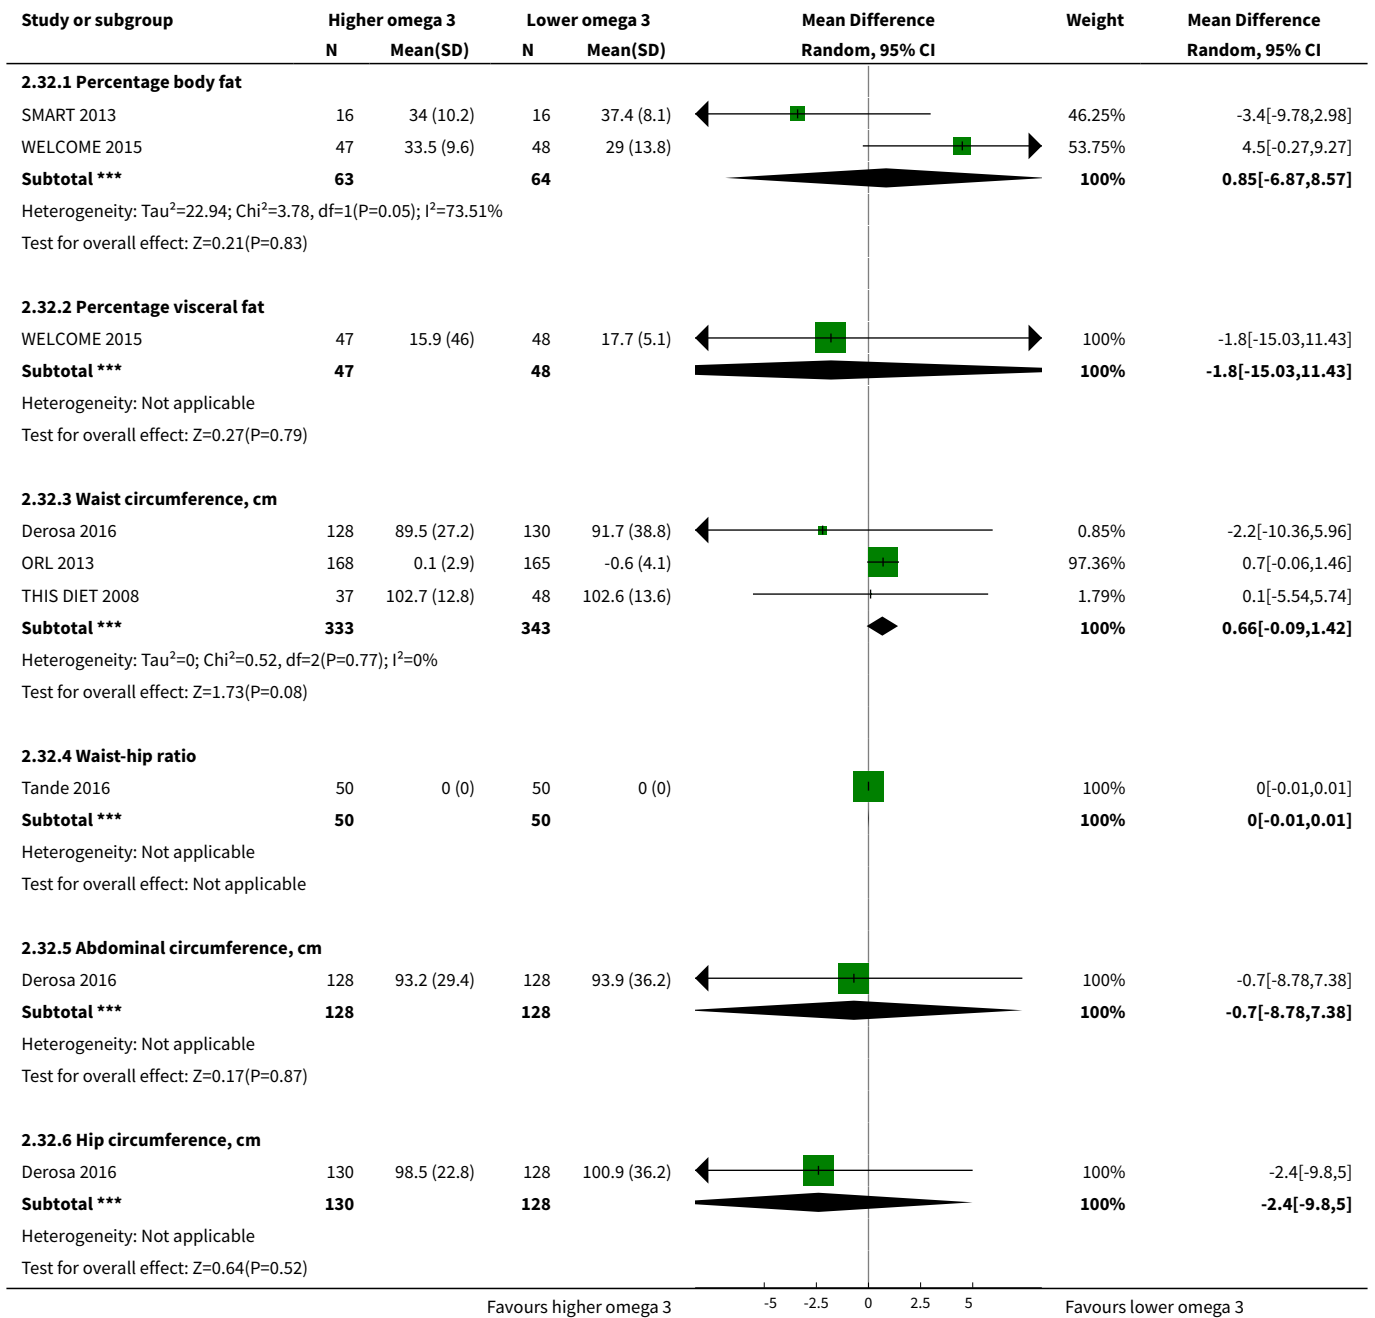 Study or subgroup Higher omega 3 Lower omega 3 Mean Difference Weight Mean Difference
N Mean(SD) N Mean(SD) Random, 95% CI Random, 95% CI
2.32.1 Percentage body fat
SMART 2013 16 34 (10.2) 16 37.4 (8.1) 46.25% -3.4[-9.78,2.98]
WELCOME 2015 47 33.5 (9.6) 48 29 (13.8) 53.75% 4.5[-0.27,9.27]
Subtotal *** 63 64 100% 0.85[-6.87,8.57]
Heterogeneity: Tau²=22.94; Chi²=3.78, df=1(P=0.05); I²=73.51%
Test for overall effect: Z=0.21(P=0.83)
2.32.2 Percentage visceral fat
WELCOME 2015 47 15.9 (46) 48 17.7 (5.1) 100% -1.8[-15.03,11.43]
Subtotal *** 47 48 100% -1.8[-15.03,11.43]
Heterogeneity: Not applicable
Test for overall effect: Z=0.27(P=0.79)
2.32.3 Waist circumference, cm
Derosa 2016 128 89.5 (27.2) 130 91.7 (38.8) 0.85% -2.2[-10.36,5.96]
ORL 2013 168 0.1 (2.9) 165 -0.6 (4.1) 97.36% 0.7[-0.06,1.46]
THIS DIET 2008 37 102.7 (12.8) 48 102.6 (13.6) 1.79% 0.1[-5.54,5.74]
Subtotal *** 333 343 100% 0.66[-0.09,1.42]
Heterogeneity: Tau²=0; Chi²=0.52, df=2(P=0.77); I²=0%
Test for overall effect: Z=1.73(P=0.08)
2.32.4 Waist-hip ratio
Tande 2016 50 0 (0) 50 0 (0) 100% 0[-0.01,0.01]
Subtotal *** 50 50 100% 0[-0.01,0.01]
Heterogeneity: Not applicable
Test for overall effect: Not applicable
2.32.5 Abdominal circumference, cm
Derosa 2016 128 93.2 (29.4) 128 93.9 (36.2) 100% -0.7[-8.78,7.38]
Subtotal *** 128 128 100% -0.7[-8.78,7.38]
Heterogeneity: Not applicable
Test for overall effect: Z=0.17(P=0.87)
2.32.6 Hip circumference, cm
Derosa 2016 130 98.5 (22.8) 128 100.9 (36.2) 100% -2.4[-9.8,5]
Subtotal *** 130 128 100% -2.4[-9.8,5]
Heterogeneity: Not applicable
Test for overall effect: Z=0.64(P=0.52)
Favours higher omega 3 -5 -2.5 0 2.5 5 Favours lower omega 3